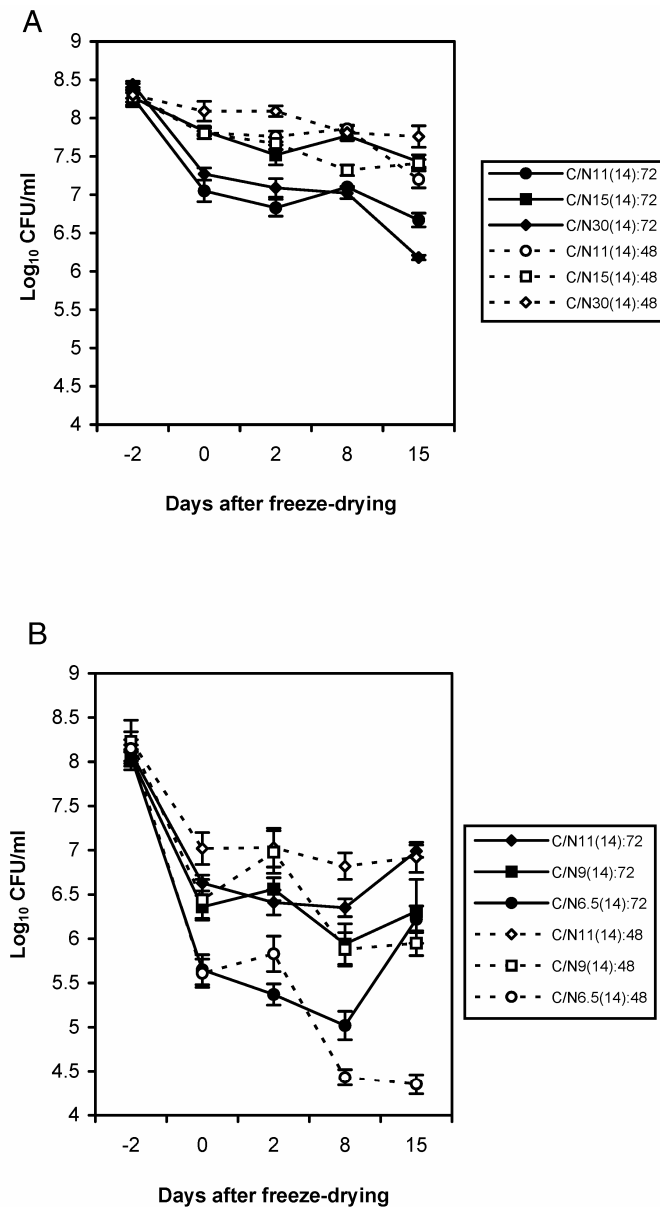 A
9
8.5
8
7.5
7
6.5
6
5.5
5
4.5
4
Log10 CFU/ml
-2 0 2 8 15
Days after freeze-drying
C/N11(14):72
C/N15(14):72
C/N30(14):72
C/N11(14):48
C/N15(14):48
C/N30(14):48
B
9
8.5
8
7.5
7
6.5
6
5.5
5
4.5
4
Log10 CFU/ml
-2 0 2 8 15
Days after freeze-drying
C/N11(14):72
C/N9(14):72
C/N6.5(14):72
C/N11(14):48
C/N9(14):48
C/N6.5(14):48